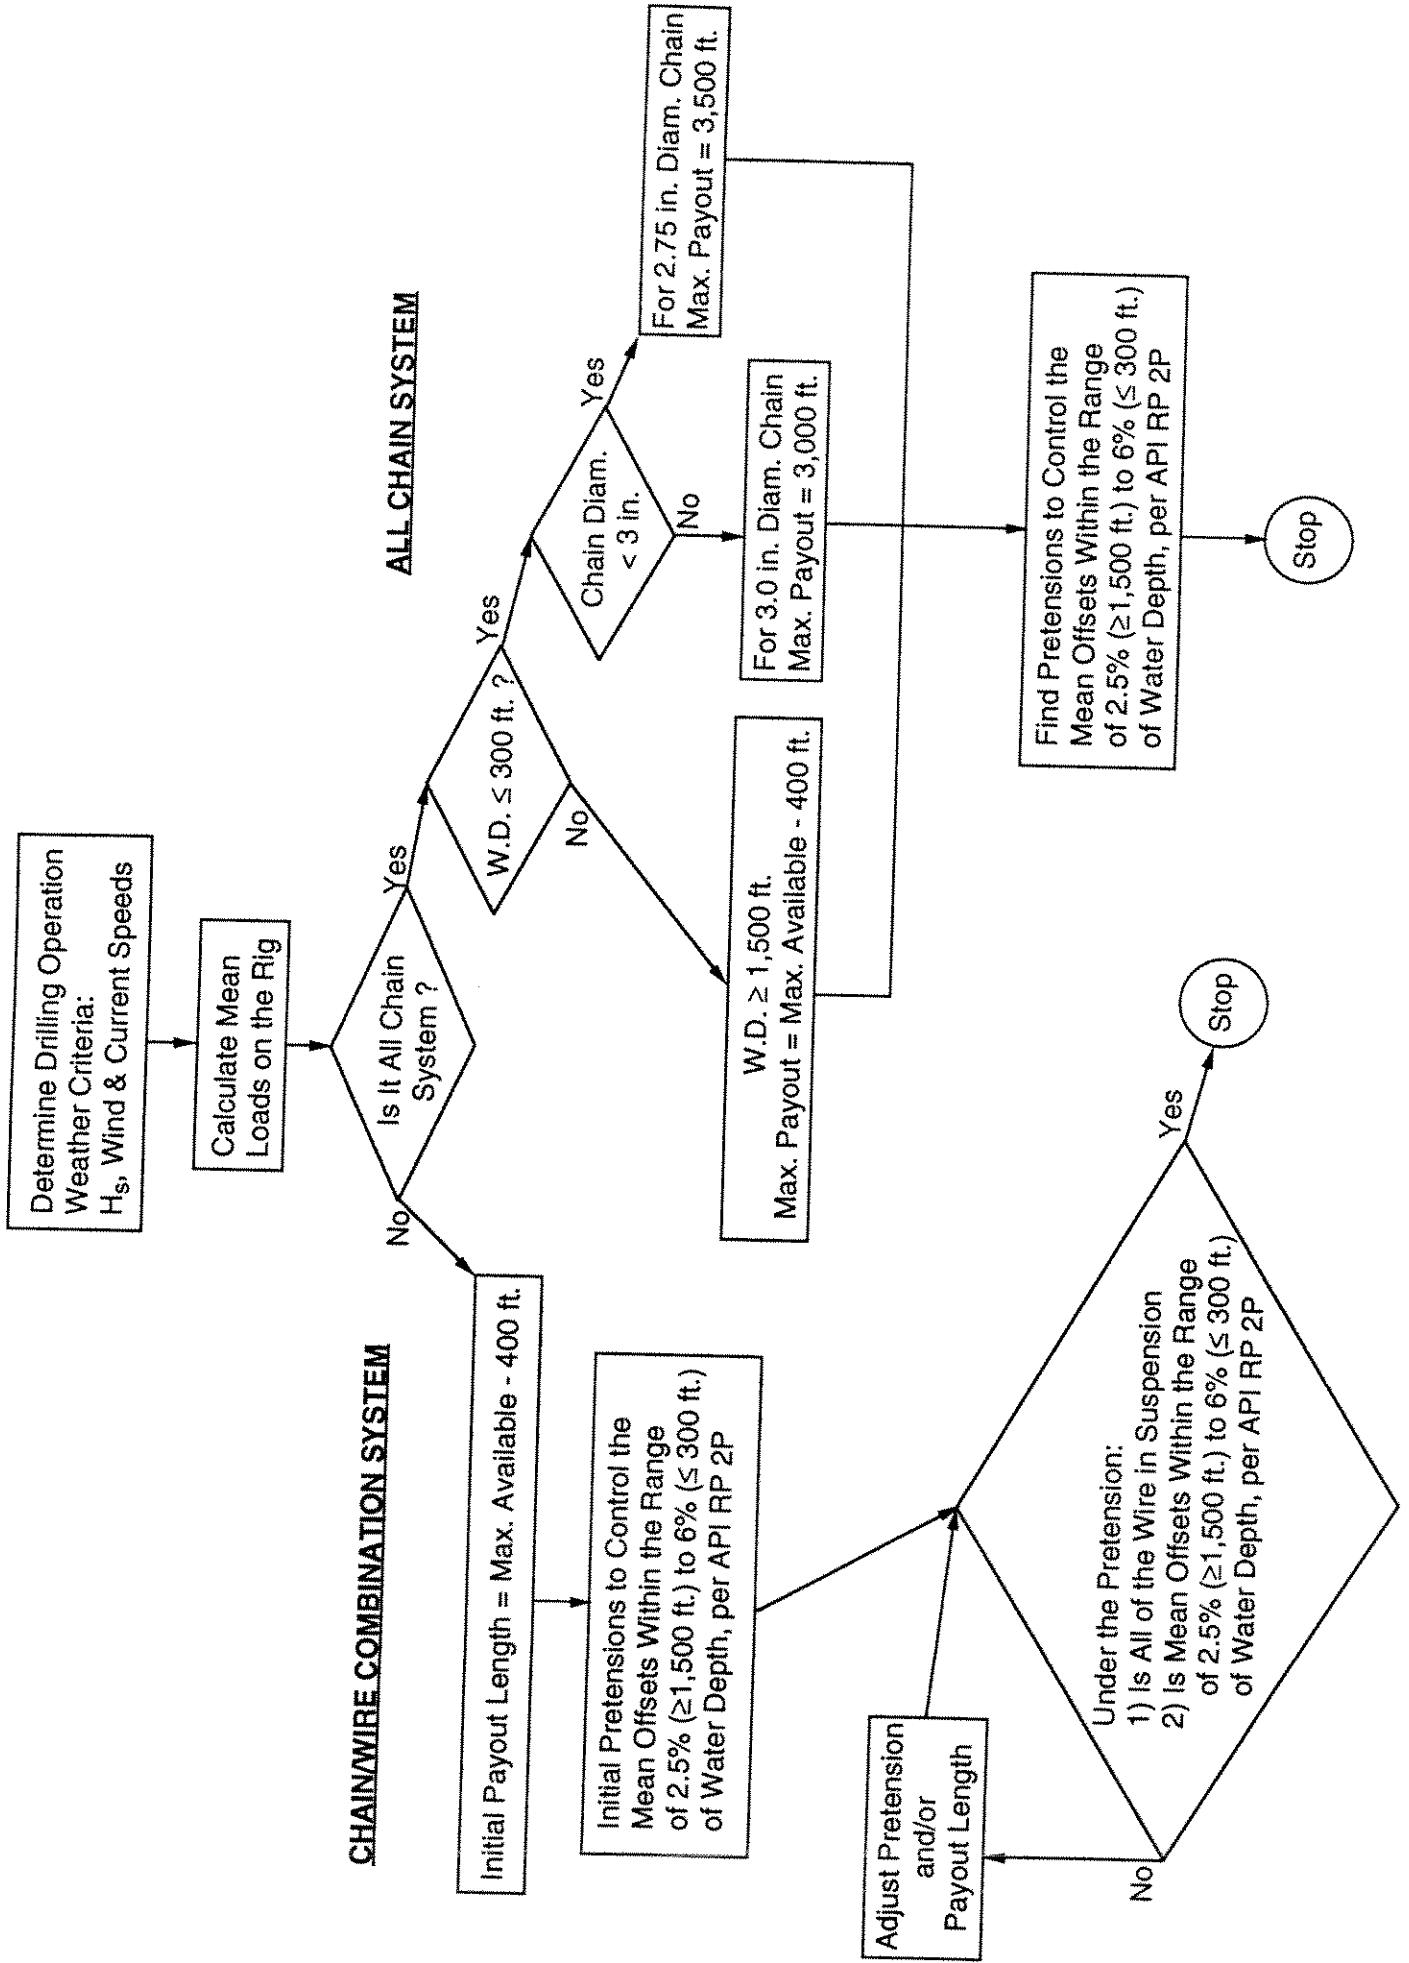 Determine Drilling Operation
Weather Criteria:
Hs, Wind & Current Speeds
Calculate Mean
Loads on the Rig
Is It All Chain
System ?
No
Yes
CHAIN/WIRE COMBINATION SYSTEM
Initial Payout Length = Max. Available - 400 ft.
Initial Pretensions to Control the
Mean Offsets Within the Range
of 2.5% (≥1,500 ft.) to 6% (≤ 300 ft.)
of Water Depth, per API RP 2P
Adjust Pretension
and/or
Payout Length
No
Under the Pretension:
1) Is All of the Wire in Suspension
2) Is Mean Offsets Within the Range
of 2.5% (≥1,500 ft.) to 6% (≤ 300 ft.)
of Water Depth, per API RP 2P
Yes
Stop
ALL CHAIN SYSTEM
W.D. ≤ 300 ft. ?
Yes
No
Chain Diam.
< 3 in.
Yes
No
W.D. ≥ 1,500 ft.
Max. Payout = Max. Available - 400 ft.
For 3.0 in. Diam. Chain
Max. Payout = 3,000 ft.
For 2.75 in. Diam. Chain
Max. Payout = 3,500 ft.
Find Pretensions to Control the
Mean Offsets Within the Range
of 2.5% (≥1,500 ft.) to 6% (≤ 300 ft.)
of Water Depth, per API RP 2P
Stop